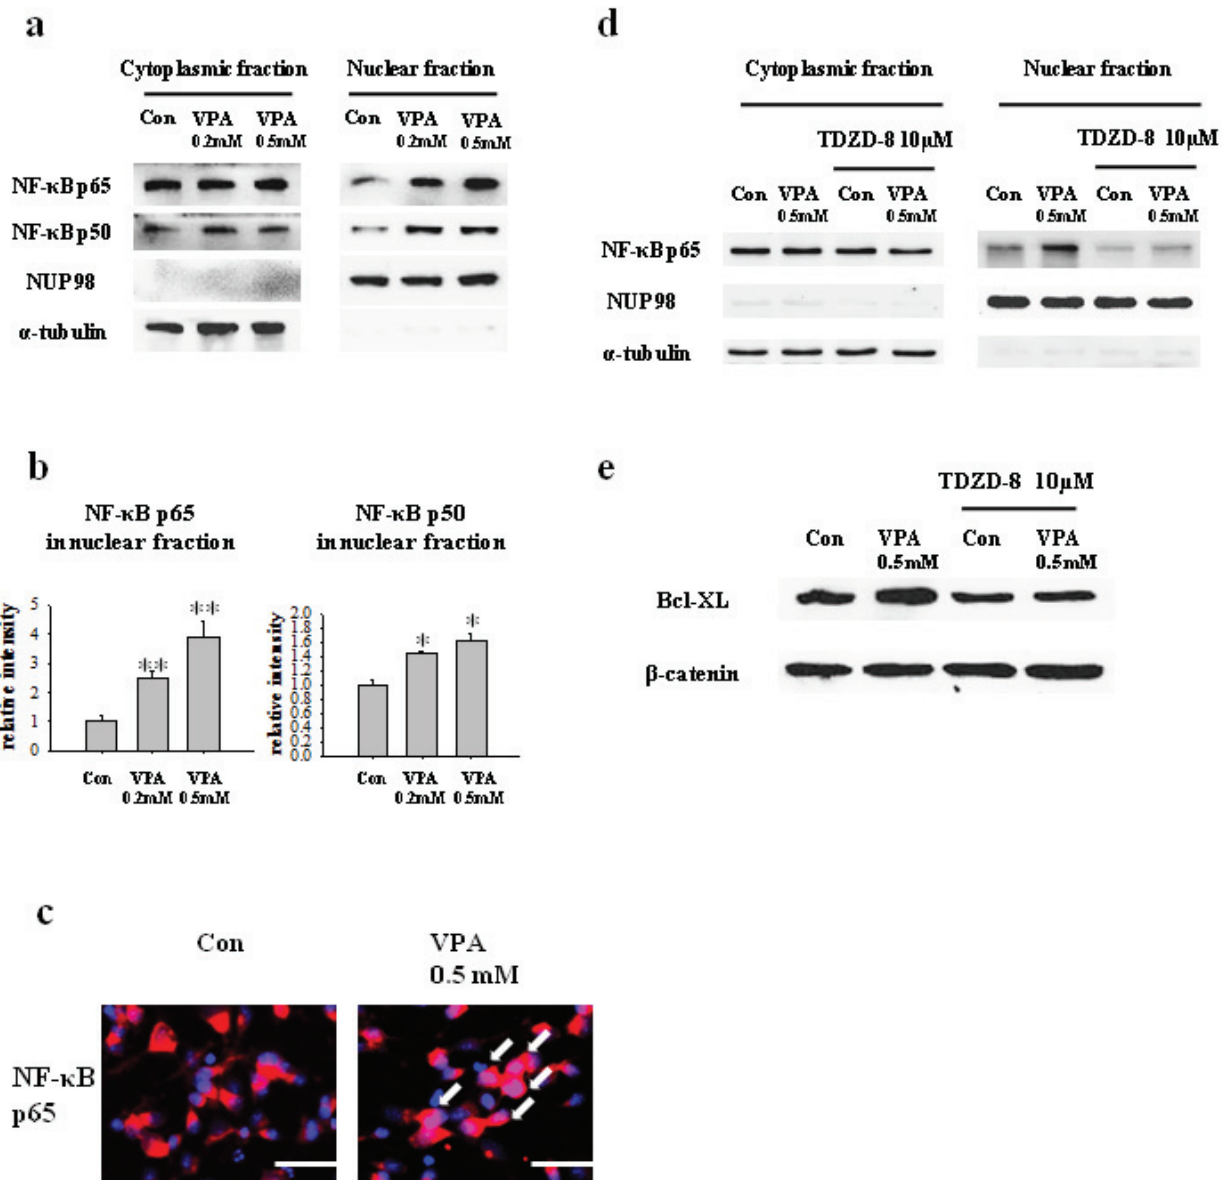 a
Cytoplasmic fraction
Nuclear fraction
Con VPA 0.2mM VPA 0.5mM
Con VPA 0.2mM VPA 0.5mM
NF-κB p65
NF-κB p50
NUP98
α-tubulin
b
NF-κB p65
in nuclear fraction
relative intensity
5
4
3
2
1
0
**
**
Con VPA 0.2mM VPA 0.5mM
NF-κB p50
in nuclear fraction
relative intensity
2.0
1.8
1.6
1.4
1.2
1.0
0.8
0.6
0.4
0.2
0.0
*
*
Con VPA 0.2mM VPA 0.5mM
c
Con
VPA
0.5 mM
NF-κB
p65
d
Cytoplasmic fraction
Nuclear fraction
TDZD-8 10μM
TDZD-8 10μM
Con VPA 0.5mM Con VPA 0.5mM
Con VPA 0.5mM Con VPA 0.5mM
NF-κBp65
NUP98
α-tubulin
e
TDZD-8 10μM
Con VPA 0.5mM Con VPA 0.5mM
Bcl-XL
β-catenin